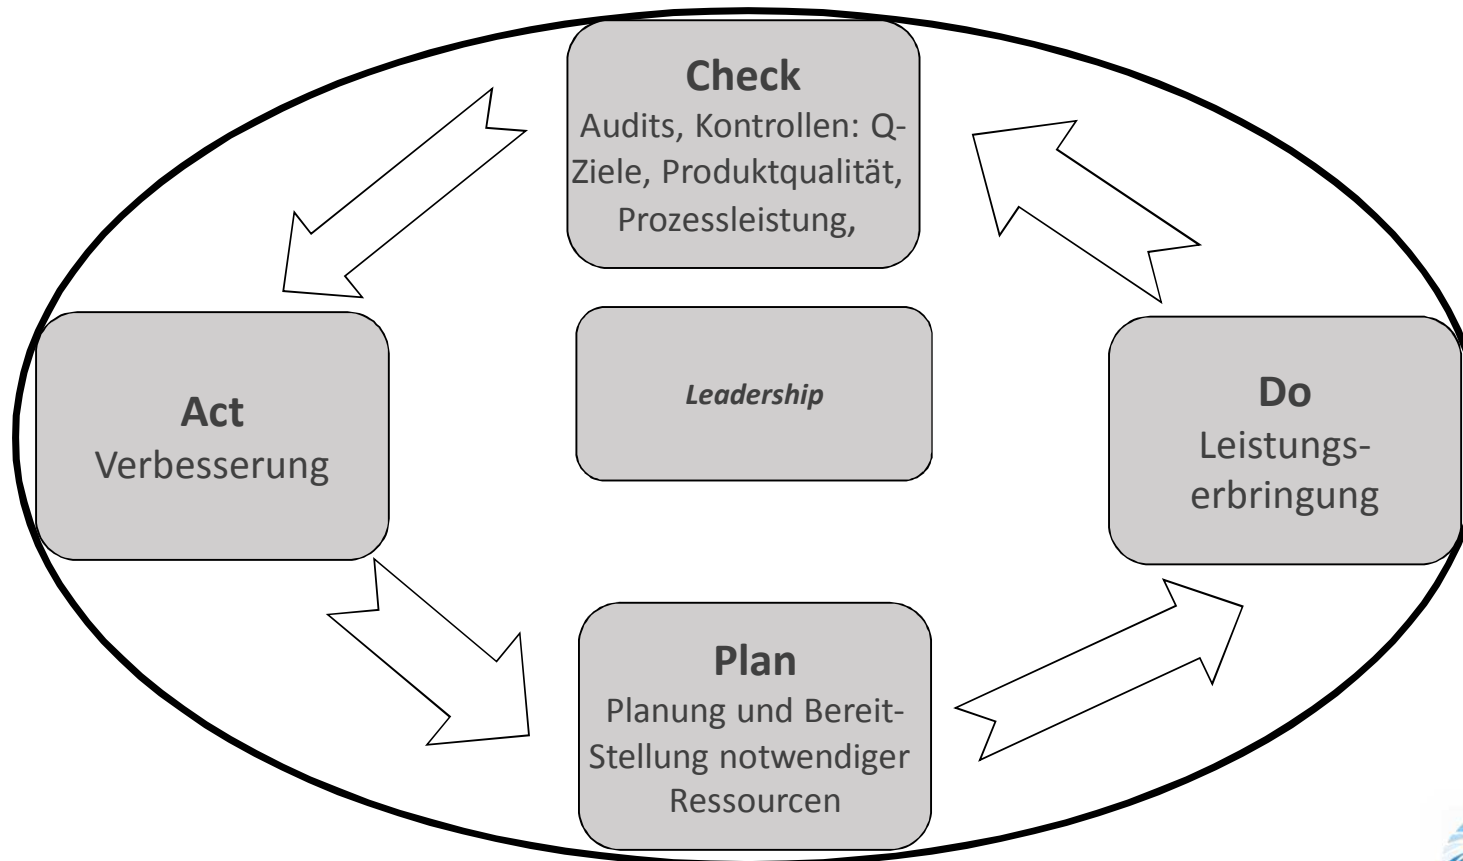 Check
Audits, Kontrollen: Q-
Ziele, Produktqualität,
Prozessleistung,
Leadership
Act
Verbesserung
Do
Leistungs-
erbringung
Plan
Planung und Bereit-
Stellung notwendiger
Ressourcen